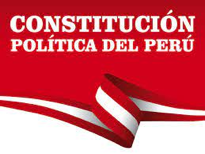 CONSTITUCIÓN
POLÍTICA DEL PERÚ